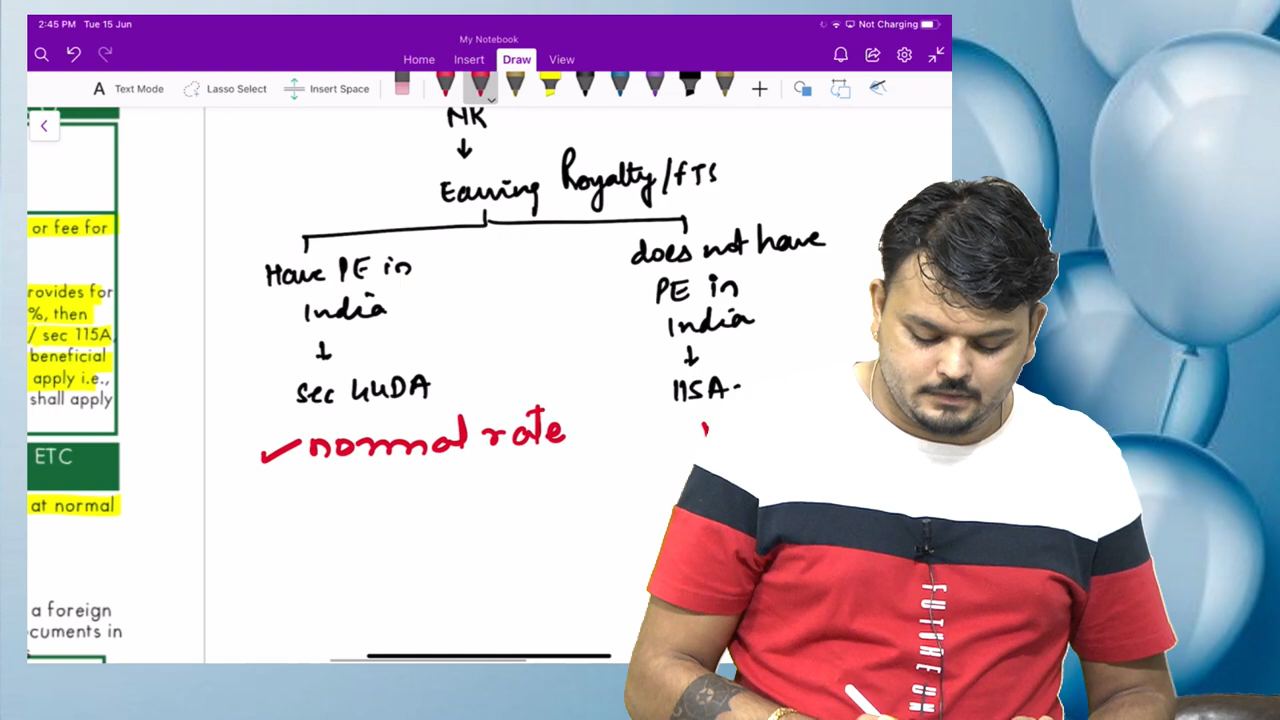 2:45 PM Tue 15 Jun
Not Charging
My Notebook
Home Insert Draw View
Text Mode Lasso Select Insert Space
or fee for
rovides for
%, then
/ sec 115A,
beneficial
apply i.e.,
shall apply
ETC
at normal
a foreign
cuments in
NR
↓
Earning Royalty/FTS
Have PE in
India
↓
Sec 44DA
✓normal rate
does not have
PE in
India
↓
115A.
FUTURE